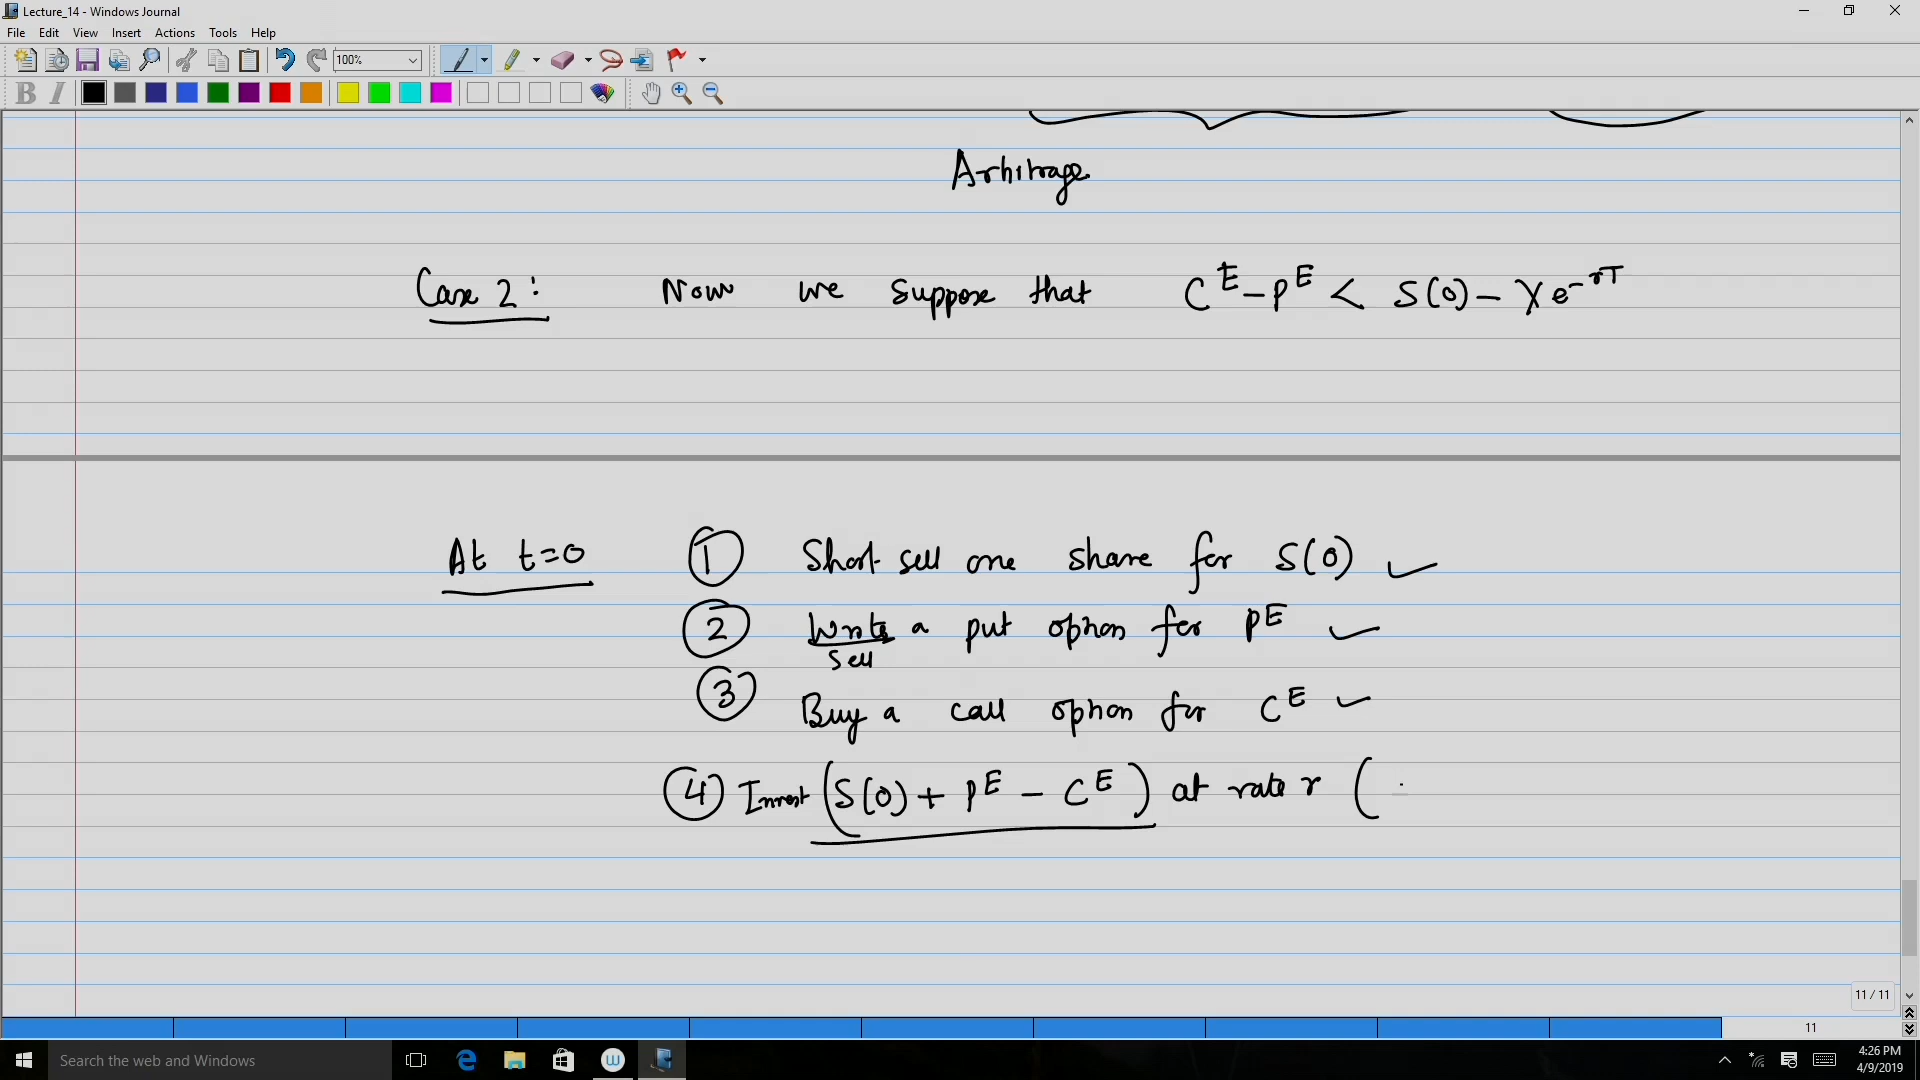 Lecture_14 - Windows Journal
File Edit View Insert Actions Tools Help
100%
B I
Arbitrage
Case 2: Now we suppose that C^E - P^E < S(0) - X e^-rT
At t=0 ① Short sell one share for S(0) ✓
② Write a put option for P^E ✓
Sell
③ Buy a call option for C^E ✓
④ Invest (S(0) + P^E - C^E) at rate r (
11 / 11
11
Search the web and Windows
4:26 PM
4/9/2019